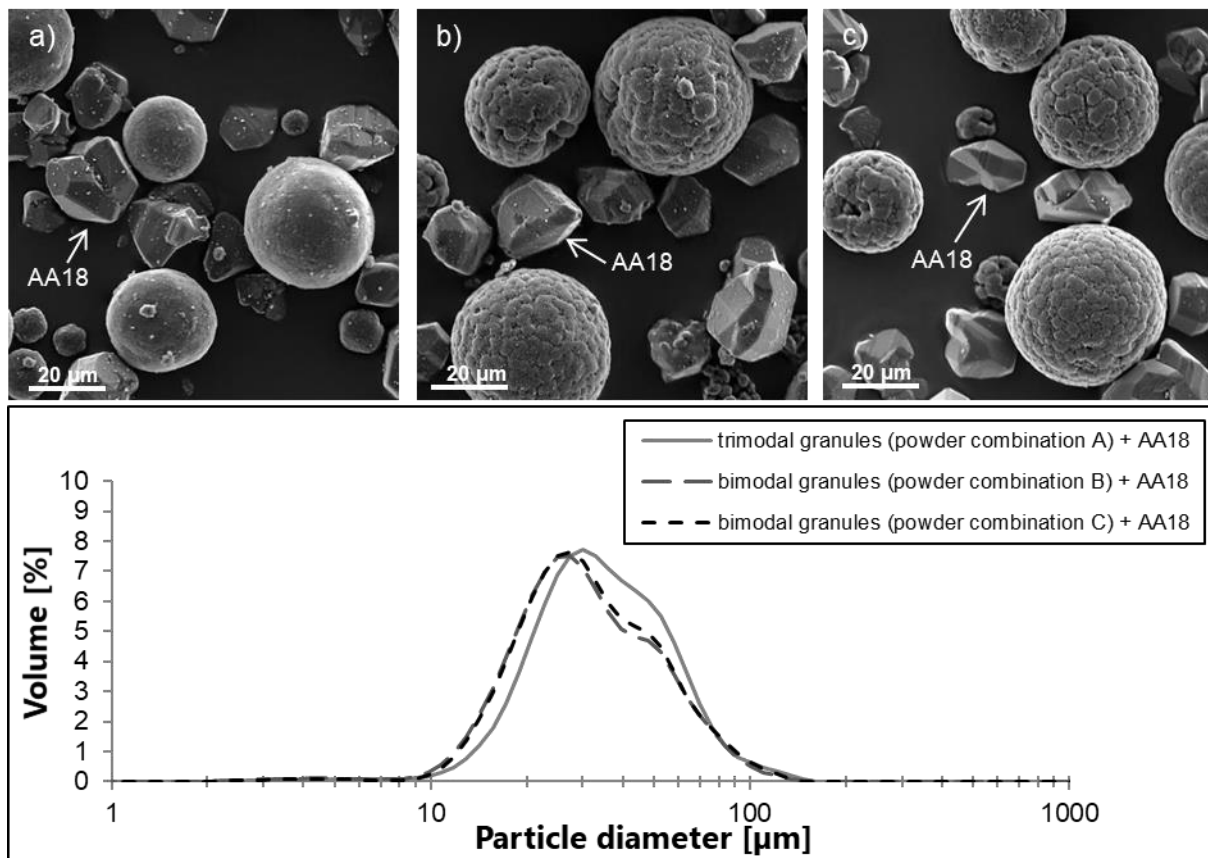 a)
AA18
20 µm
b)
AA18
20 µm
c)
AA18
20 µm
trimodal granules (powder combination A) + AA18
bimodal granules (powder combination B) + AA18
bimodal granules (powder combination C) + AA18
10
9
8
7
6
5
4
3
2
1
0
Volume [%]
1
10
100
1000
Particle diameter [µm]